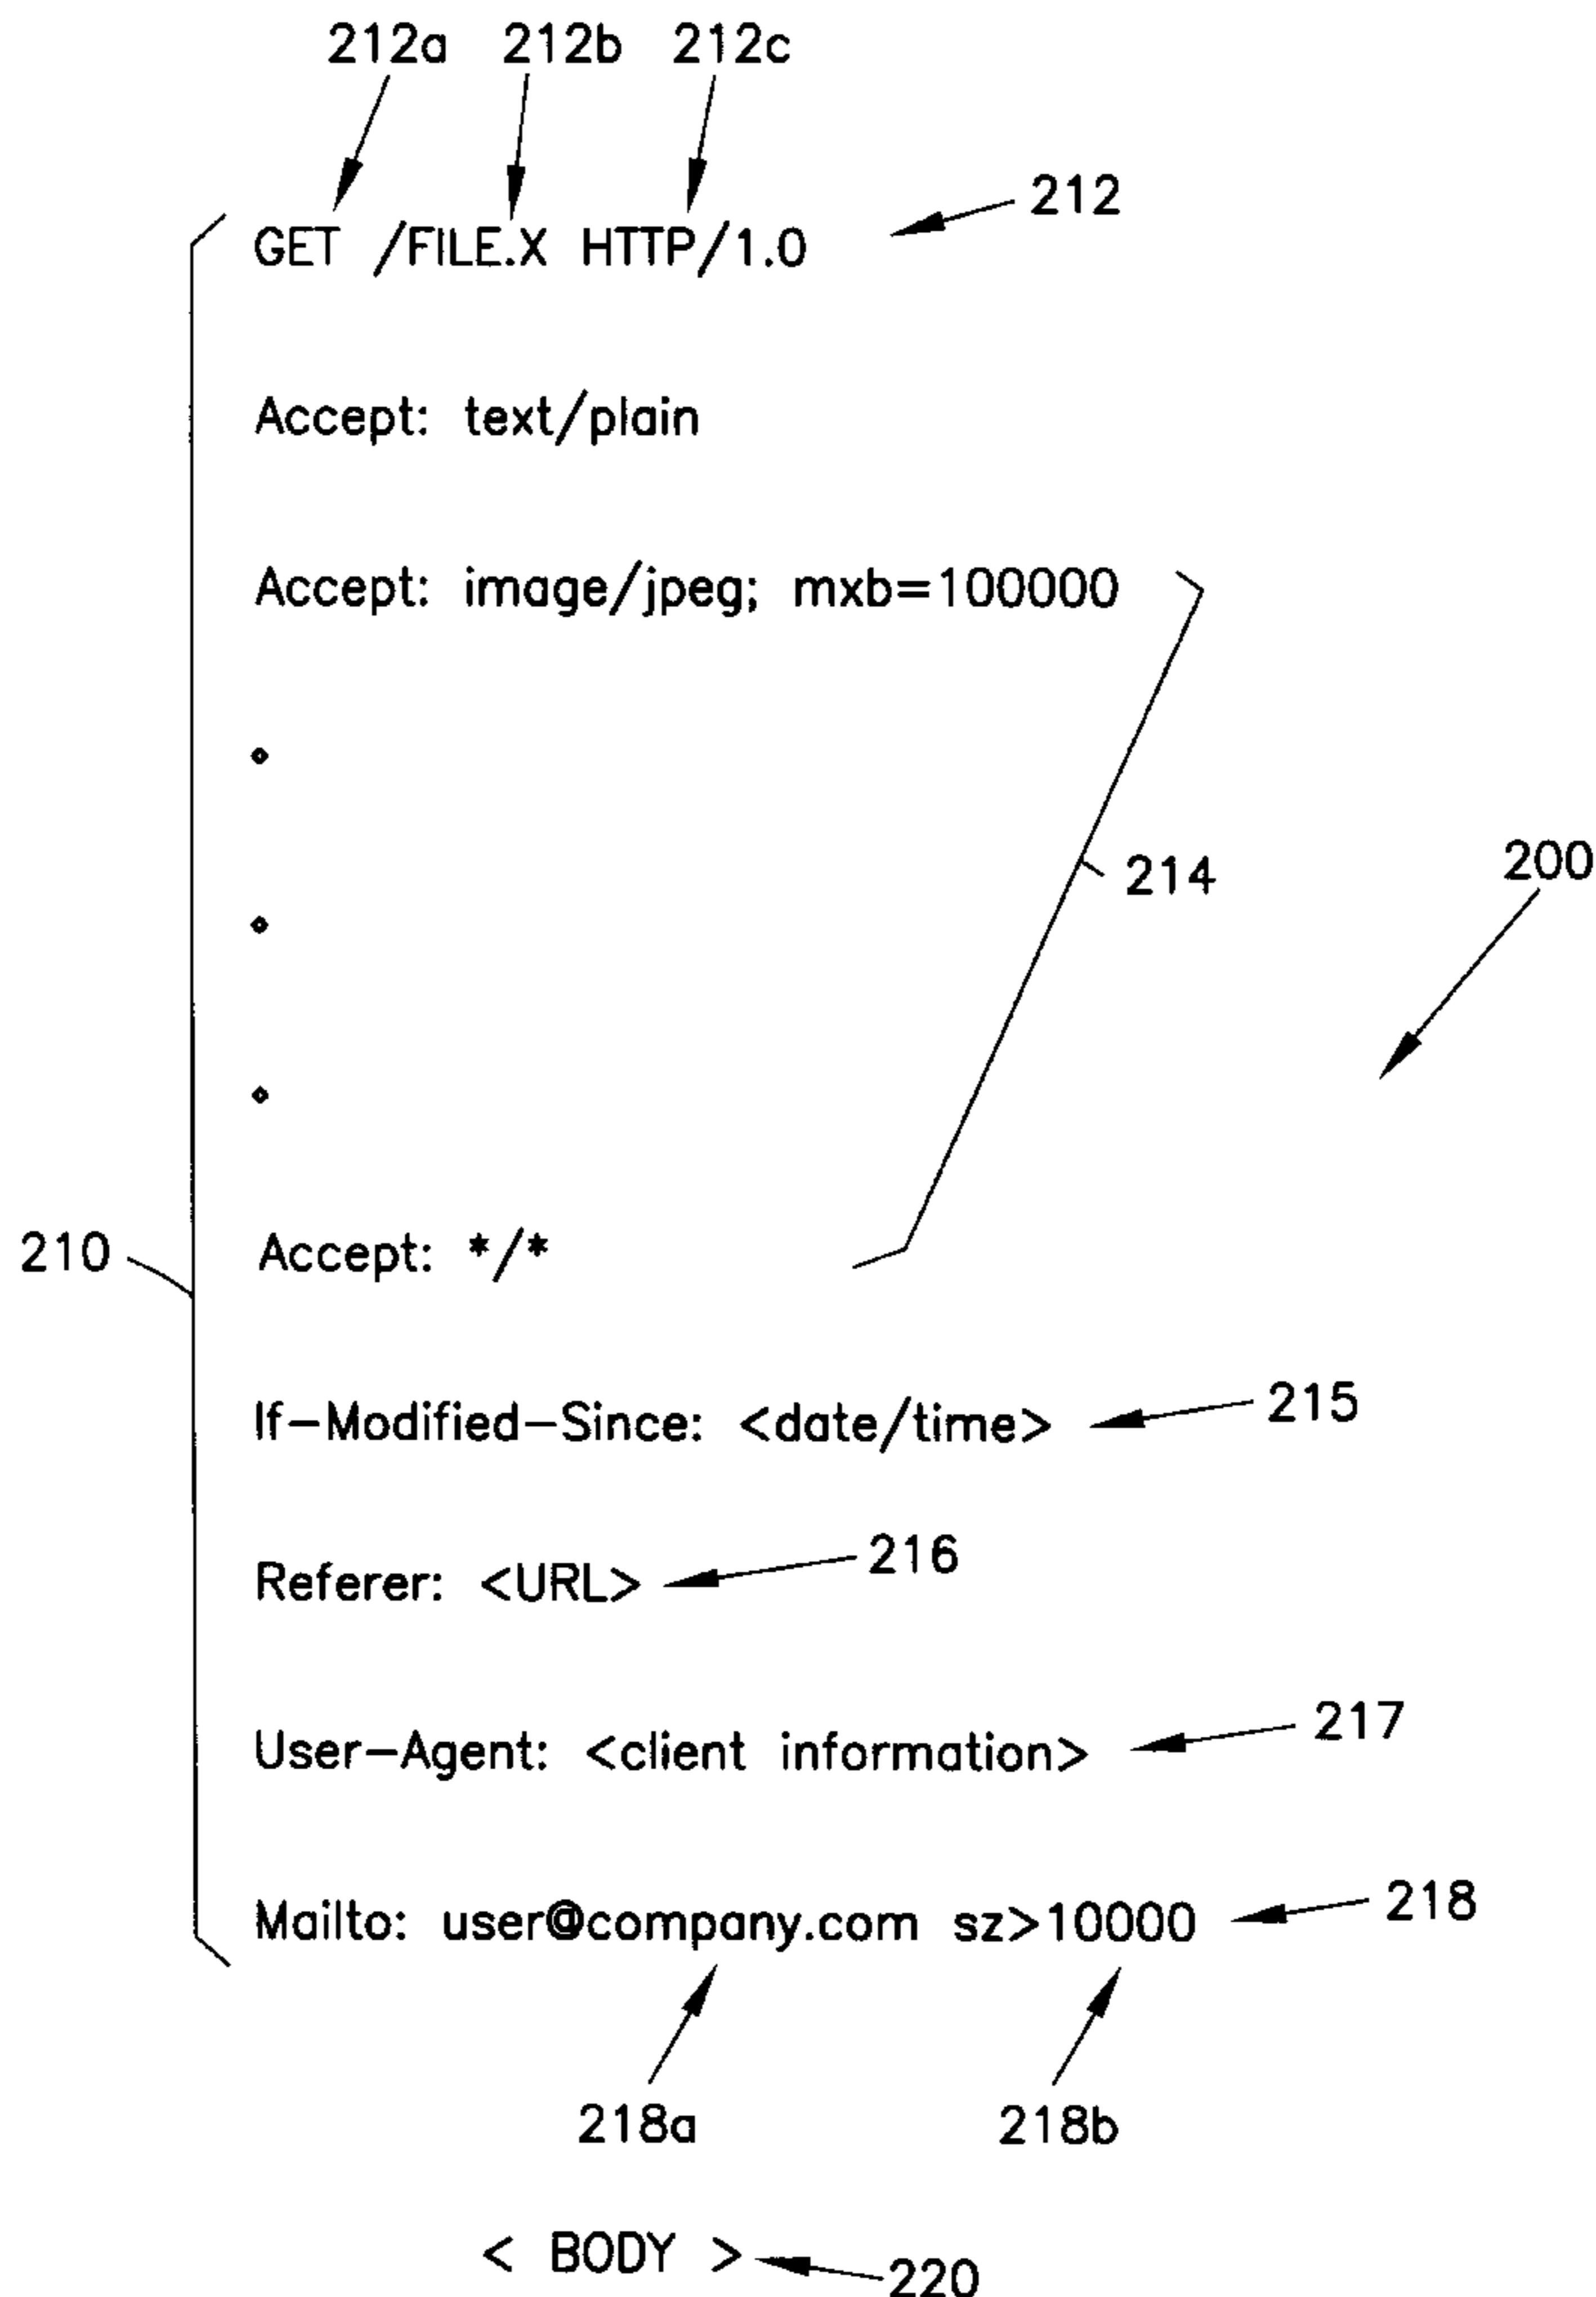 212a 212b 212c
212
GET /FILE.X HTTP/1.0
Accept: text/plain
Accept: image/jpeg; mxb=100000
214
200
210
Accept: */*
If-Modified-Since: <date/time>
215
Referer: <URL>
216
User-Agent: <client information>
217
Mailto: user@company.com sz>10000
218
218a 218b
< BODY >
220